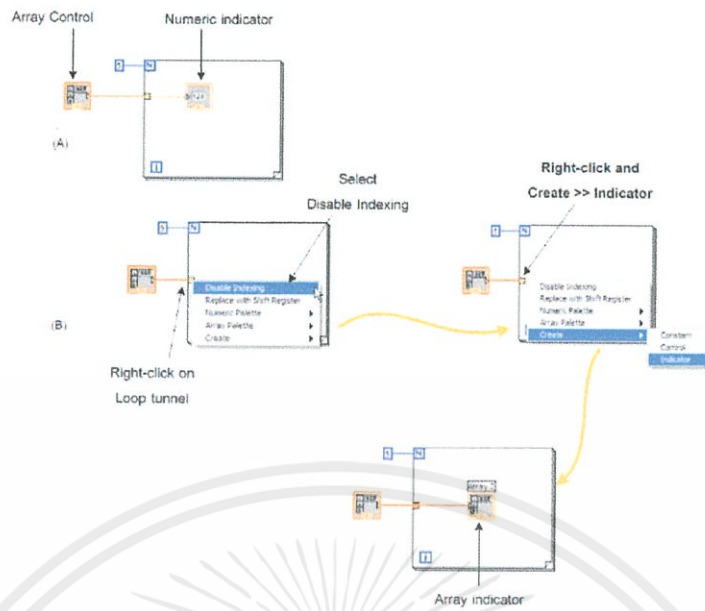 Array Control
Numeric indicator
N
(A)
i
Select
Disable Indexing
Right-click and
Create >> Indicator
N
N
Disable Indexing
Replace with Shift Register
Numeric Palette
Array Palette
Create
Disable Indexing
Replace with Shift Register
Numeric Palette
Array Palette
Create
Constant
Control
Indicator
(B)
Right-click on
Loop tunnel
N
Array
i
Array indicator